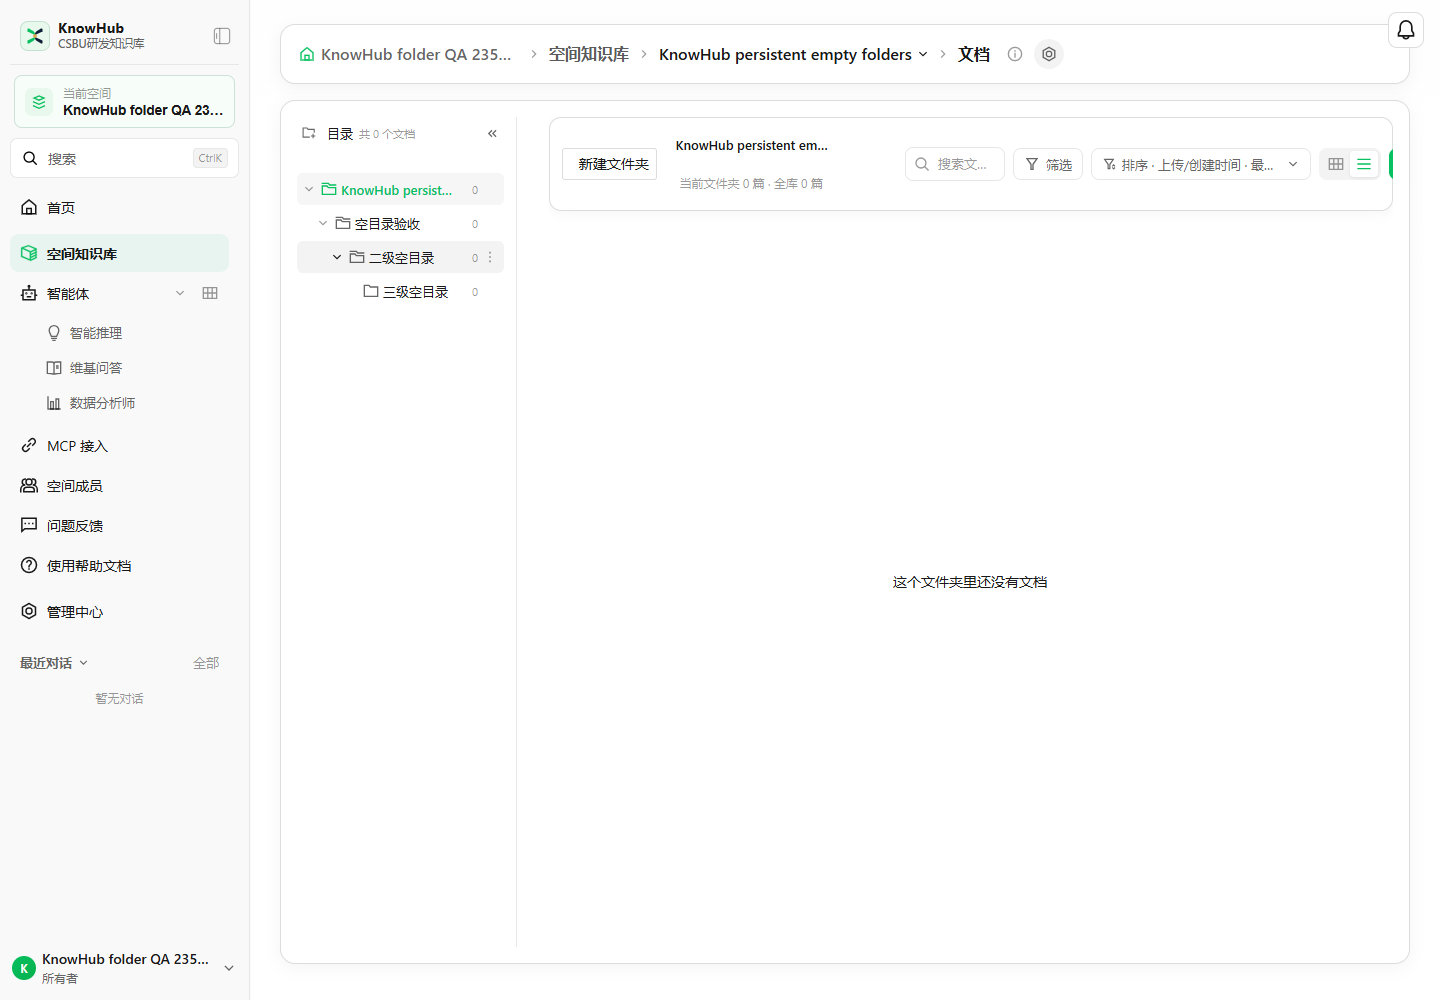 KnowHub
CSBU研发知识库
当前空间
KnowHub folder QA 23...
搜索
CtrlK
首页
空间知识库
智能体
智能推理
维基问答
数据分析师
MCP 接入
空间成员
问题反馈
使用帮助文档
管理中心
最近对话
全部
暂无对话
K
KnowHub folder QA 235...
所有者
KnowHub folder QA 235...
空间知识库
KnowHub persistent empty folders
文档
目录 共 0 个文档
KnowHub persist... 0
空目录验收 0
二级空目录 0
三级空目录 0
新建文件夹
KnowHub persistent em...
当前文件夹 0 篇 · 全库 0 篇
搜索文...
筛选
排序 · 上传/创建时间 · 最...
这个文件夹里还没有文档